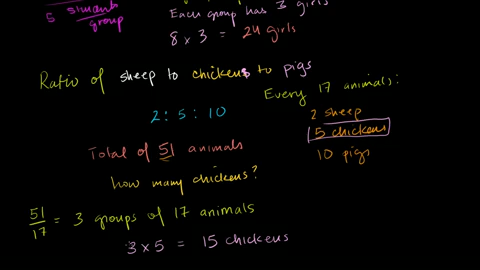 5 students
group
Each group has 3 girls
8 x 3 = 24 girls
Ratio of sheep to chickens to pigs
2 : 5 : 10
Every 17 animals:
2 sheep
5 chickens
10 pigs
Total of 51 animals
How many chickens?
51
17 = 3 groups of 17 animals
3 x 5 = 15 chickens